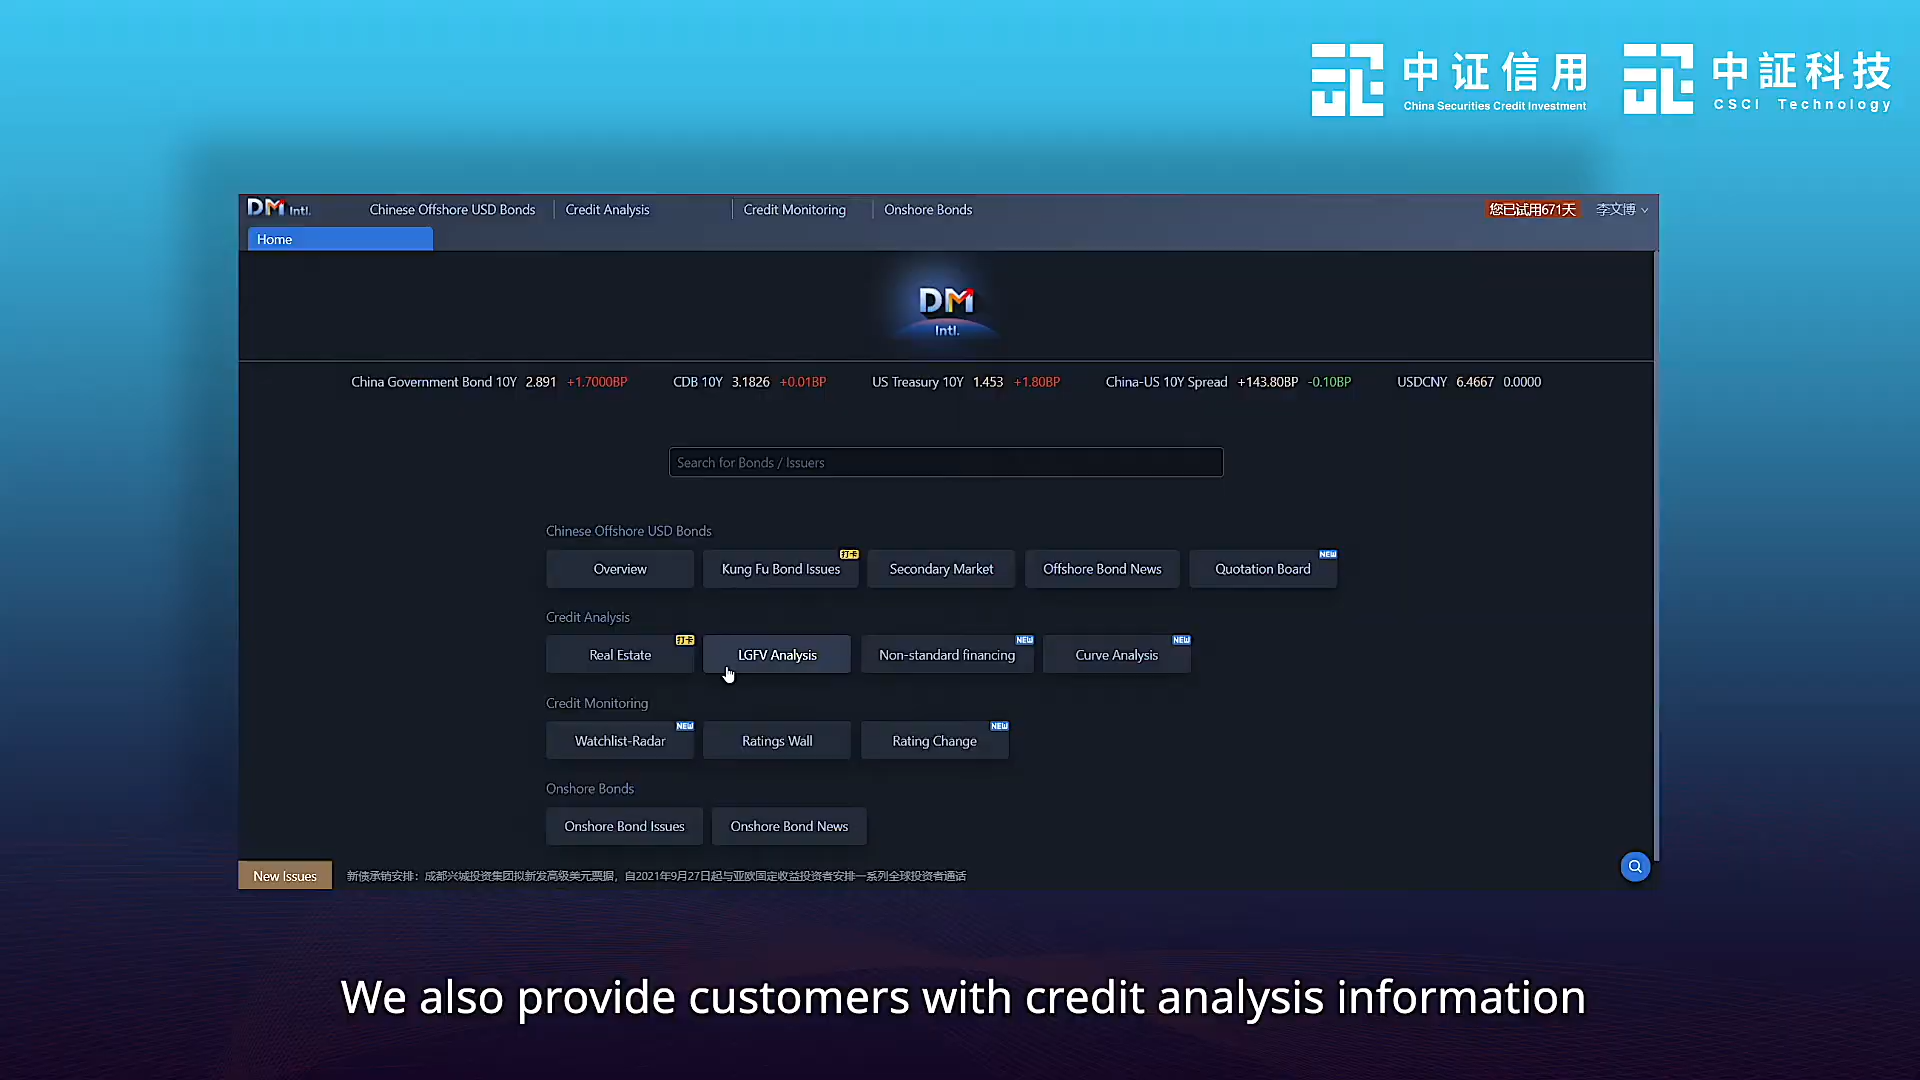 中证信用 中証科技
China Securities Credit Investment CSCI Technology
DM Intl. Chinese Offshore USD Bonds Credit Analysis Credit Monitoring Onshore Bonds 您已试用671天 李文博
Home
DM
Intl.
China Government Bond 10Y 2.891 +1.7000BP CDB 10Y 3.1826 +0.01BP US Treasury 10Y 1.453 +1.80BP China-US 10Y Spread +143.80BP -0.10BP USDCNY 6.4667 0.0000
Search for Bonds / Issuers
Chinese Offshore USD Bonds
Overview Kung Fu Bond Issues 打卡 Secondary Market Offshore Bond News Quotation Board NEW
Credit Analysis
Real Estate 打卡 LGFV Analysis Non-standard financing NEW Curve Analysis NEW
Credit Monitoring
Watchlist-Radar NEW Ratings Wall Rating Change NEW
Onshore Bonds
Onshore Bond Issues Onshore Bond News
New Issues 新债承销安排：成都兴城投资集团拟新发高级美元票据，自2021年9月27日起与亚欧固定收益投资者安排一系列全球投资者通话
We also provide customers with credit analysis information